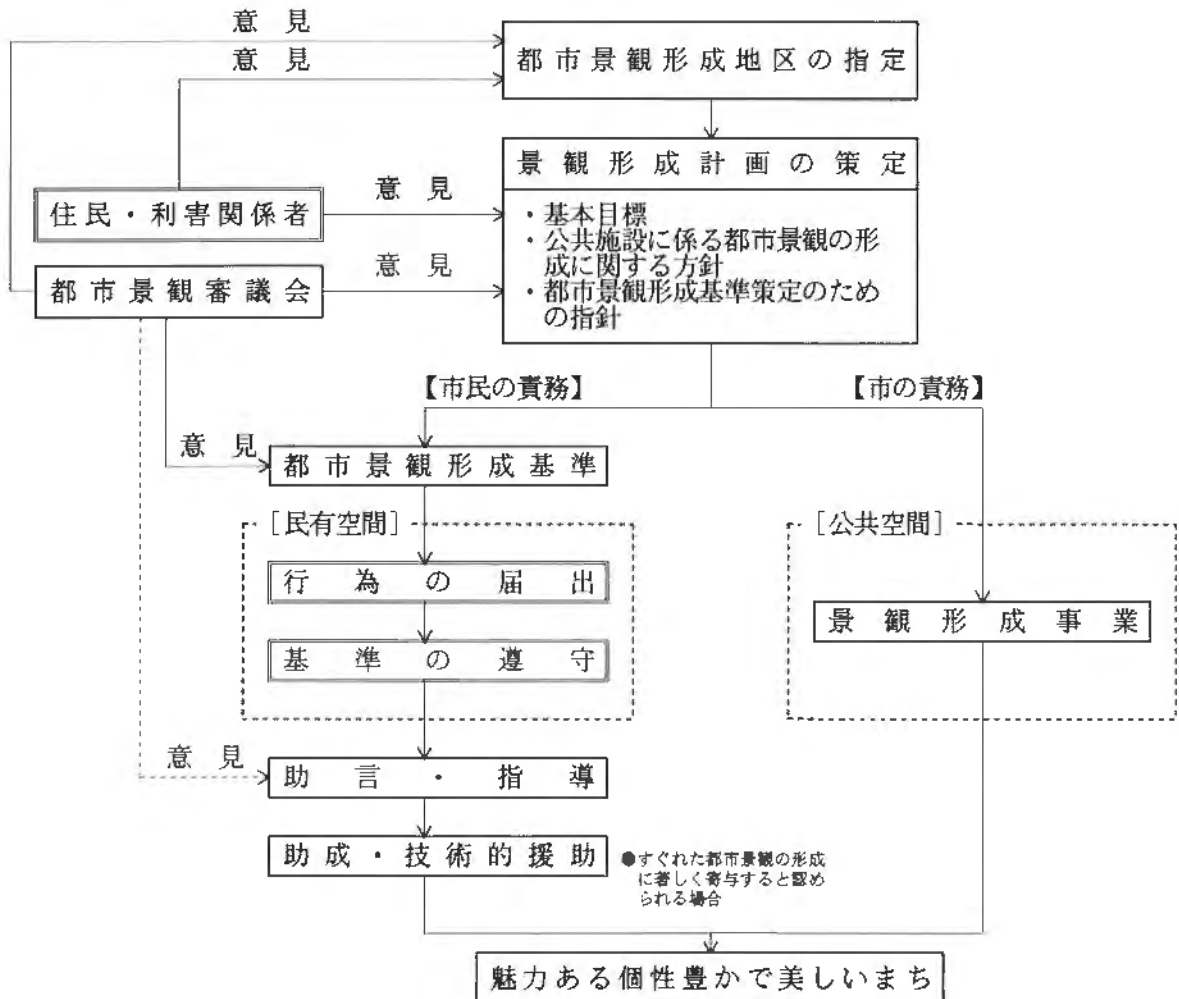 意見
意見
都市景観形成地区の指定
景観形成計画の策定
意見
住民・利害関係者
・基本目標
・公共施設に係る都市景観の形
成に関する方針
・都市景観形成基準策定のため
の指針
意見
都市景観審議会
【市民の責務】
【市の責務】
意見
都市景観形成基準
［民有空間］
［公共空間］
行為の届出
景観形成事業
基準の遵守
意見
助言・指導
助成・技術的援助
●すぐれた都市景観の形成
に著しく寄与すると認め
られる場合
魅力ある個性豊かで美しいまち